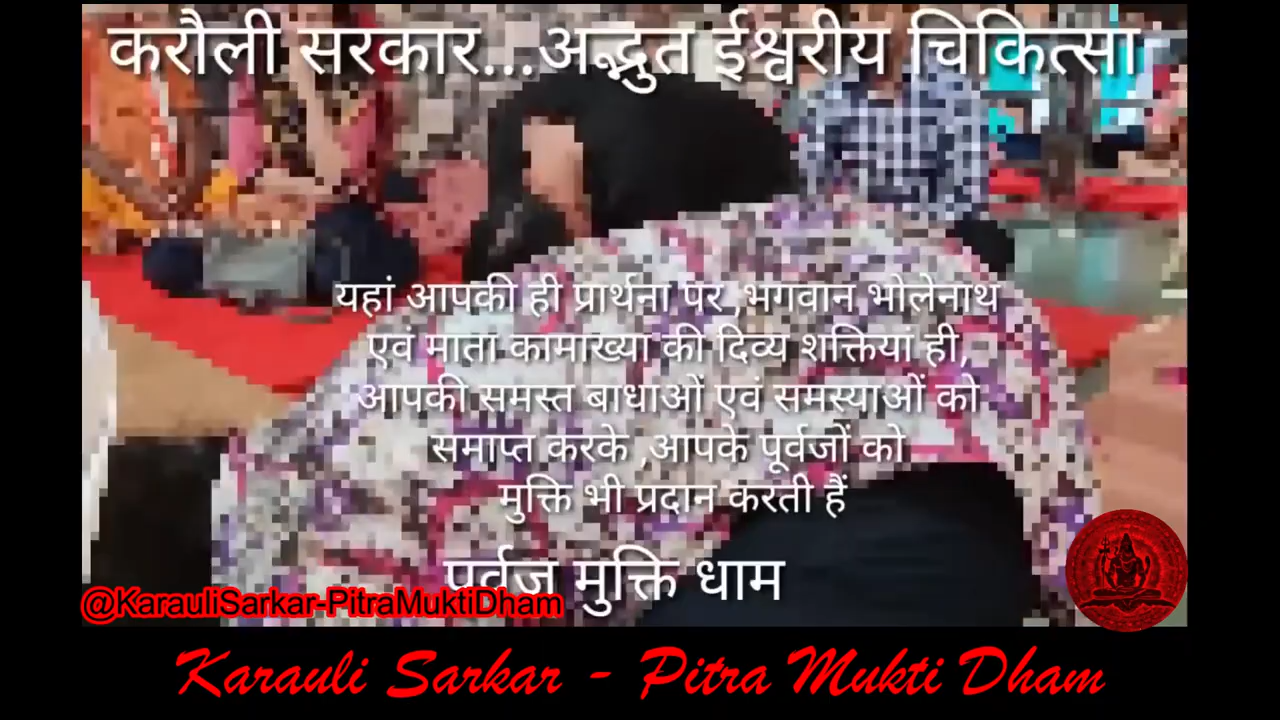 करौली सरकार...अद्भुत ईश्वरीय चिकित्सा
यहां आपकी ही प्रार्थना पर ,भगवान भोलेनाथ
एवं माता कामाख्या की दिव्य शक्तियां ही,
आपकी समस्त बाधाओं एवं समस्याओं को
समाप्त करके ,आपके पूर्वजों को
मुक्ति भी प्रदान करती हैं
पूर्वज मुक्ति धाम
@KarauliSarkar-PitraMuktiDham
Karauli Sarkar - Pitra Mukti Dham